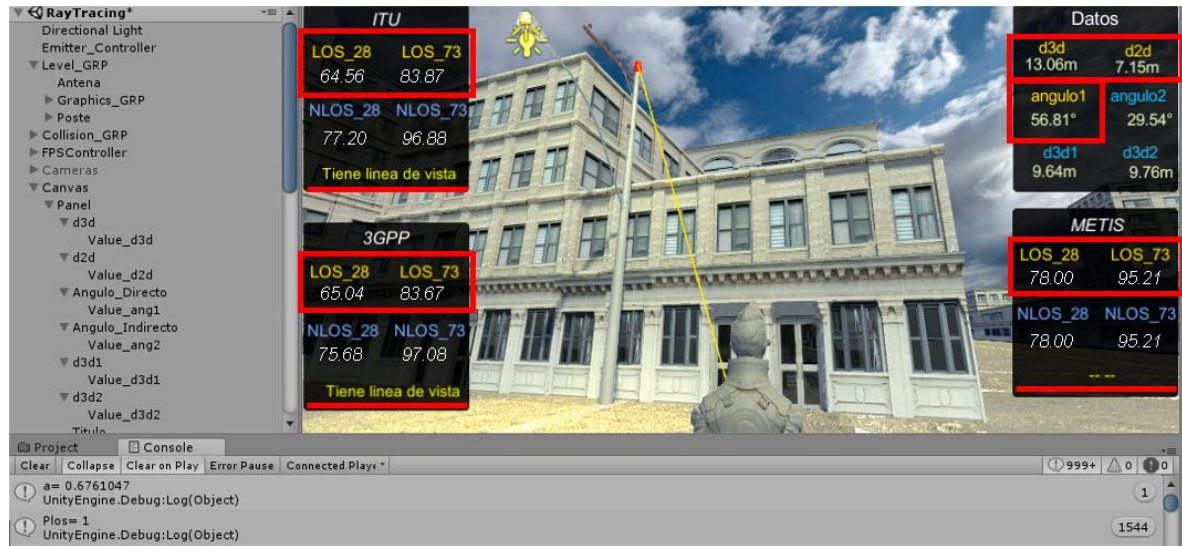 RayTracing*
Directional Light
Emitter_Controller
Level_GRP
Antena
Graphics_GRP
Poste
Collision_GRP
FPSController
Cameras
Canvas
Panel
d3d
Value_d3d
d2d
Value_d2d
Angulo_Directo
Value_ang1
Angulo_Indirecto
Value_ang2
d3d1
Value_d3d1
d3d2
Value_d3d2
Titulo
ITU
LOS_28 LOS_73
64.56 83.87
NLOS_28 NLOS_73
77.20 96.88
Tiene linea de vista
3GPP
LOS_28 LOS_73
65.04 83.67
NLOS_28 NLOS_73
75.68 97.08
Tiene linea de vista
Datos
d3d d2d
13.06m 7.15m
angulo1 angulo2
56.81° 29.54°
d3d1 d3d2
9.64m 9.76m
METIS
LOS_28 LOS_73
78.00 95.21
NLOS_28 NLOS_73
78.00 95.21
-- --
Project Console
Clear Collapse Clear on Play Error Pause Connected Playe 999+ 0 0
a= 0.6761047
UnityEngine.Debug:Log(Object)
1
Plos= 1
UnityEngine.Debug:Log(Object)
1544